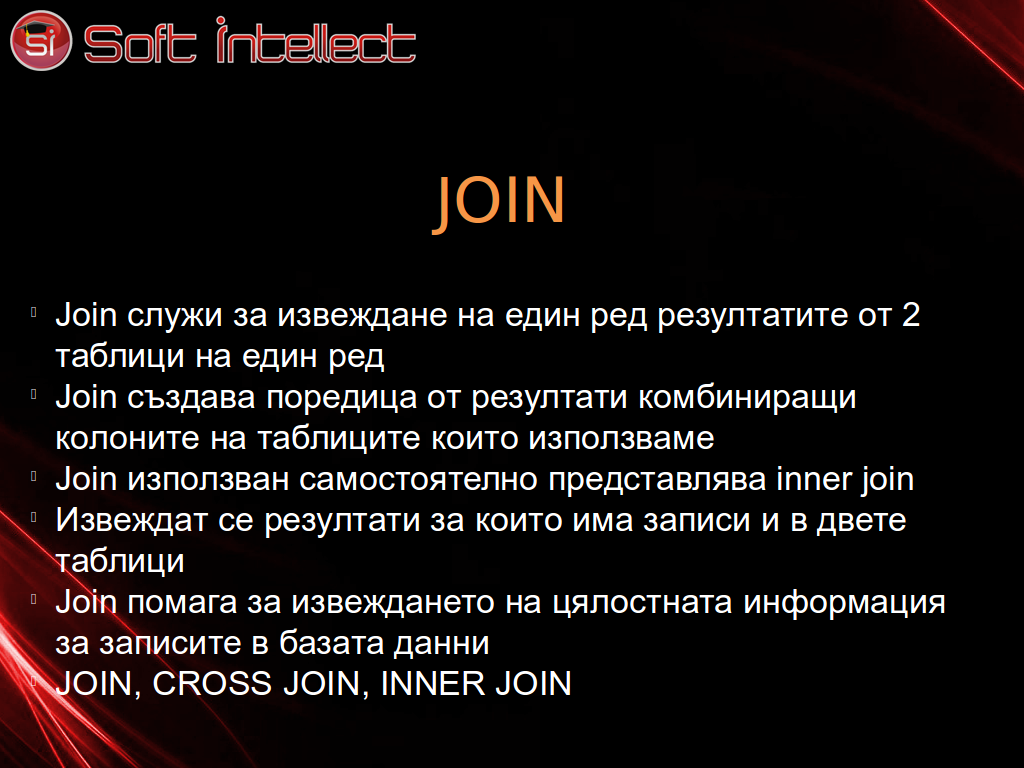 Si Soft intellect
JOIN
Join служи за извеждане на един ред резултатите от 2
таблици на един ред
Join създава поредица от резултати комбиниращи
колоните на таблиците които използваме
Join използван самостоятелно представлява inner join
Извеждат се резултати за които има записи и в двете
таблици
Join помага за извеждането на цялостната информация
за записите в базата данни
JOIN, CROSS JOIN, INNER JOIN